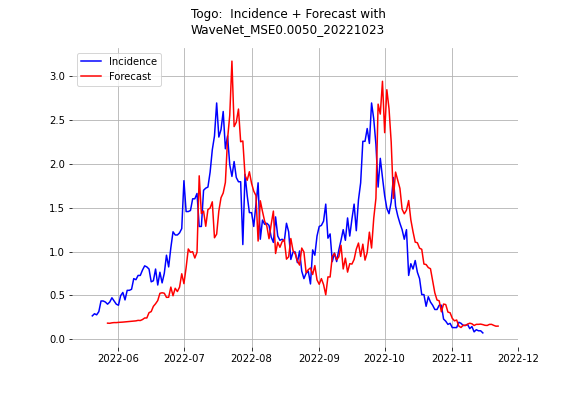 Togo:  Incidence + Forecast with
WaveNet_MSE0.0050_20221023
Incidence
Forecast
3.0
2.5
2.0
1.5
1.0
0.5
0.0
2022-06 2022-07 2022-08 2022-09 2022-10 2022-11 2022-12